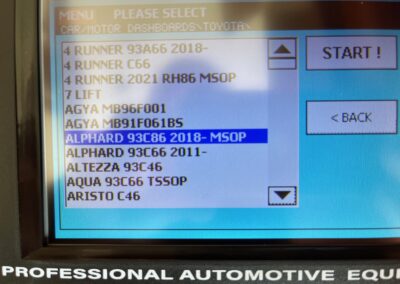 MENU PLEASE SELECT
CAR/MOTOR DASHBOARDS\TOYOTA\
4 RUNNER 93A66 2018-
4 RUNNER C66
4 RUNNER 2021 RH86 MSOP
7 LIFT
AGYA MB96F001
AGYA MB91F061BS
ALPHARD 93C86 2018- MSOP
ALPHARD 93C66 2011-
ALTEZZA 93C46
AQUA 93C66 TSSOP
ARISTO C46
START !
< BACK
PROFESSIONAL AUTOMOTIVE EQU